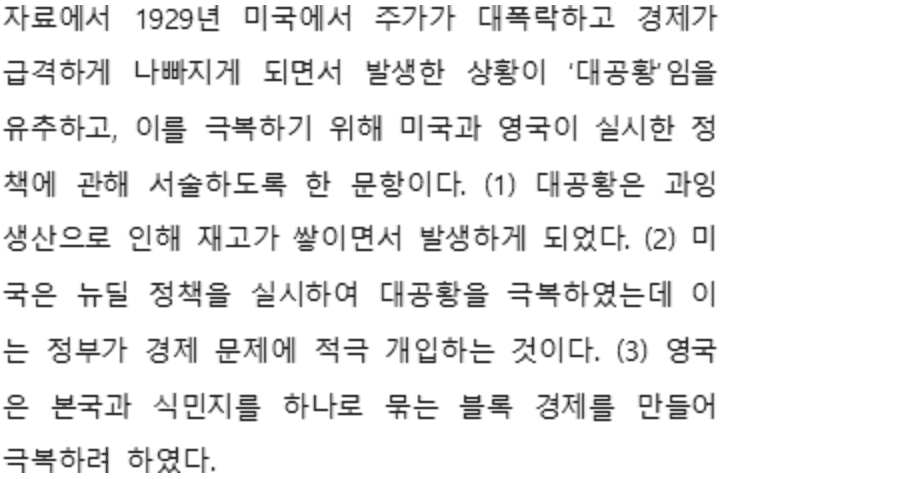 자료에서 1929년 미국에서 주가가 대폭락하고 경제가
급격하게 나빠지게 되면서 발생한 상황이 '대공황'임을
유추하고, 이를 극복하기 위해 미국과 영국이 실시한 정
책에 관해 서술하도록 한 문항이다. (1) 대공황은 과잉
생산으로 인해 재고가 쌓이면서 발생하게 되었다. (2) 미
국은 뉴딜 정책을 실시하여 대공황을 극복하였는데 이
는 정부가 경제 문제에 적극 개입하는 것이다. (3) 영국
은 본국과 식민지를 하나로 묶는 블록 경제를 만들어
극복하려 하였다.